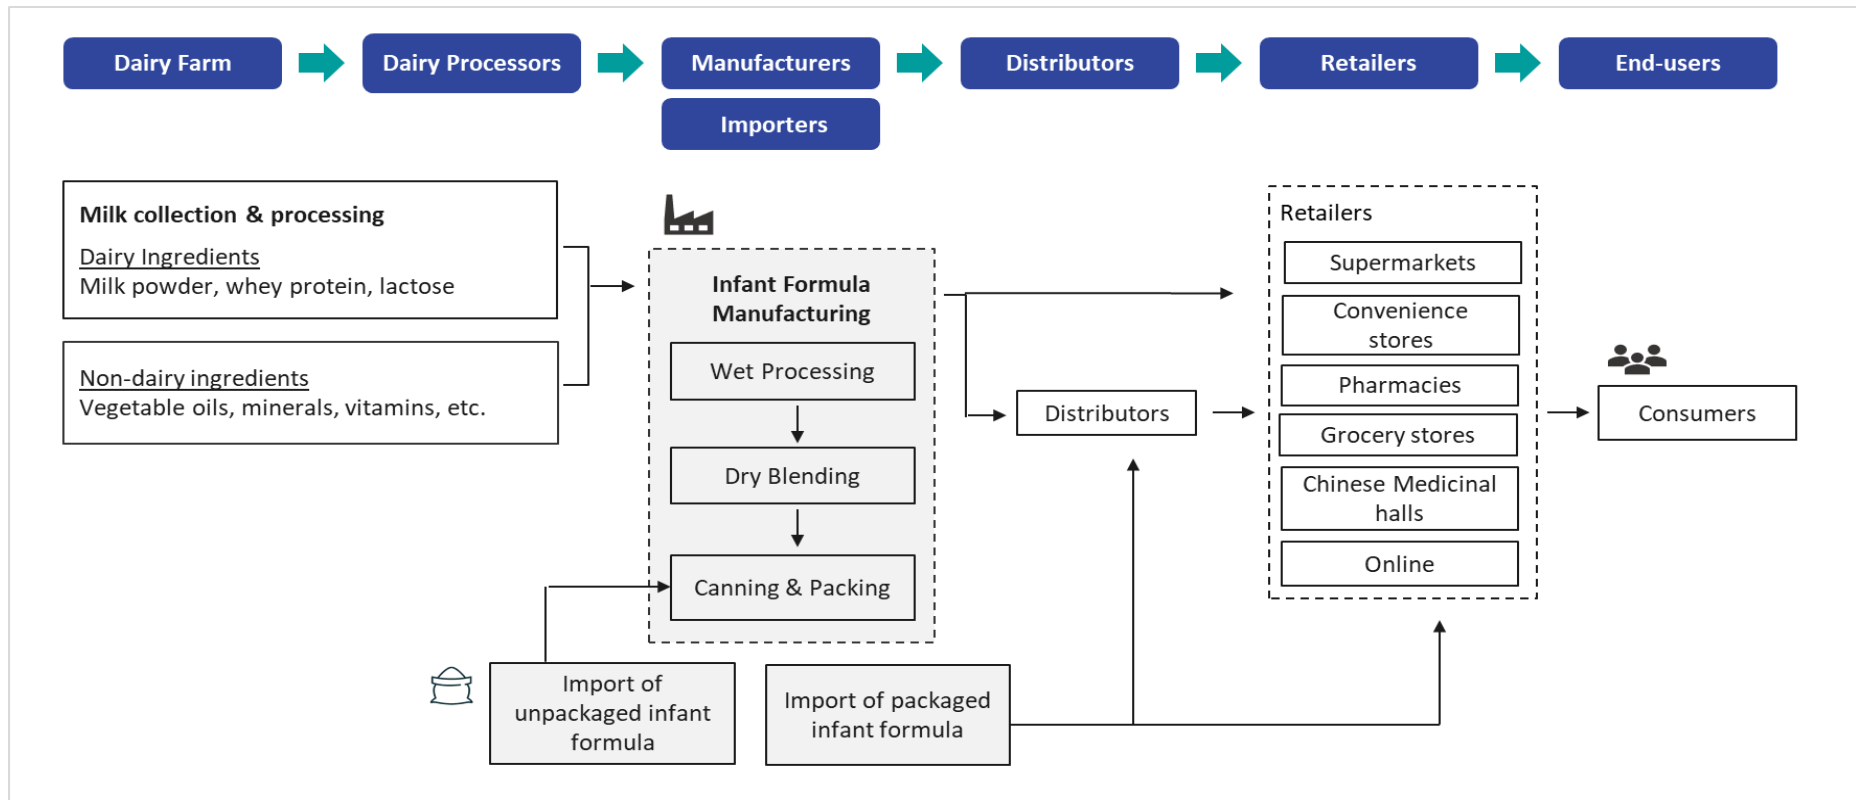 Dairy Farm
Dairy Processors
Manufacturers
Distributors
Retailers
End-users
Importers
Milk collection & processing
Dairy Ingredients
Milk powder, whey protein, lactose
Non-dairy ingredients
Vegetable oils, minerals, vitamins, etc.
Infant Formula
Manufacturing
Wet Processing
Dry Blending
Canning & Packing
Import of
unpackaged infant
formula
Import of packaged
infant formula
Distributors
Retailers
Supermarkets
Convenience
stores
Pharmacies
Grocery stores
Chinese Medicinal
halls
Online
Consumers